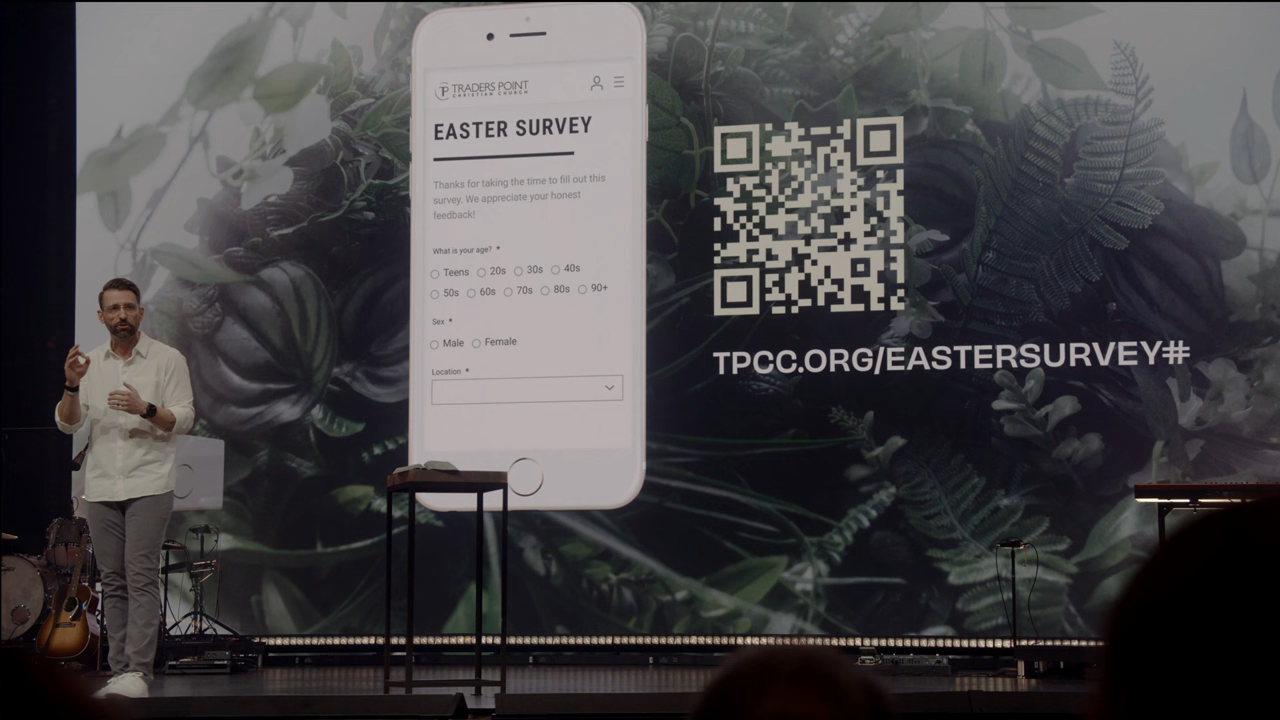 TRADERS POINT
CHRISTIAN CHURCH
EASTER SURVEY
Thanks for taking the time to fill out this
survey. We appreciate your honest
feedback!
What is your age? *
Teens 20s 30s 40s
50s 60s 70s 80s 90+
Sex *
Male Female
Location *
TPCC.ORG/EASTERSURVEY#